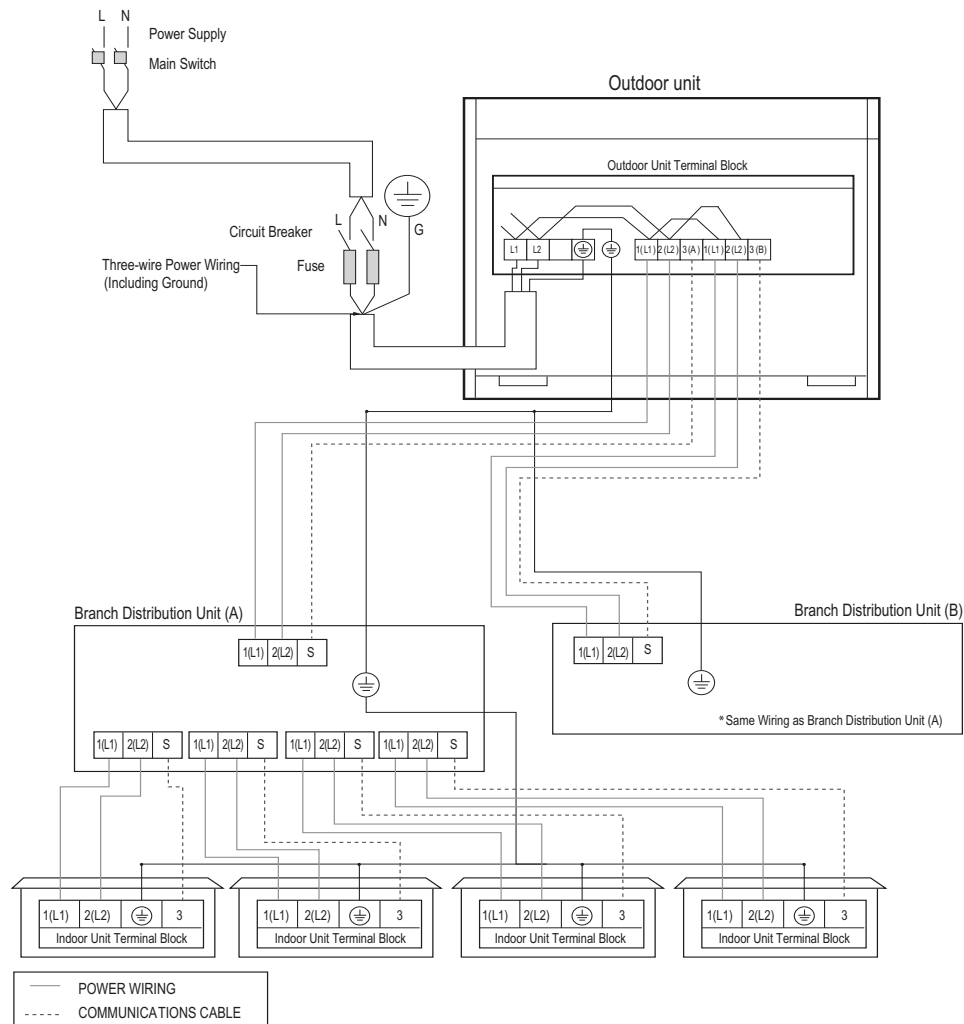 L N
Power Supply
Main Switch
Outdoor unit
Outdoor Unit Terminal Block
L N
G
Circuit Breaker
Fuse
Three-wire Power Wiring
(Including Ground)
L1 L2
1(L1) 2(L2) 3(A) 1(L1) 2(L2) 3(B)
Branch Distribution Unit (A)
1(L1) 2(L2) S
Branch Distribution Unit (B)
1(L1) 2(L2) S
*Same Wiring as Branch Distribution Unit (A)
1(L1) 2(L2) S 1(L1) 2(L2) S 1(L1) 2(L2) S 1(L1) 2(L2) S
1(L1) 2(L2) 3
Indoor Unit Terminal Block
1(L1) 2(L2) 3
Indoor Unit Terminal Block
1(L1) 2(L2) 3
Indoor Unit Terminal Block
1(L1) 2(L2) 3
Indoor Unit Terminal Block
POWER WIRING
COMMUNICATIONS CABLE